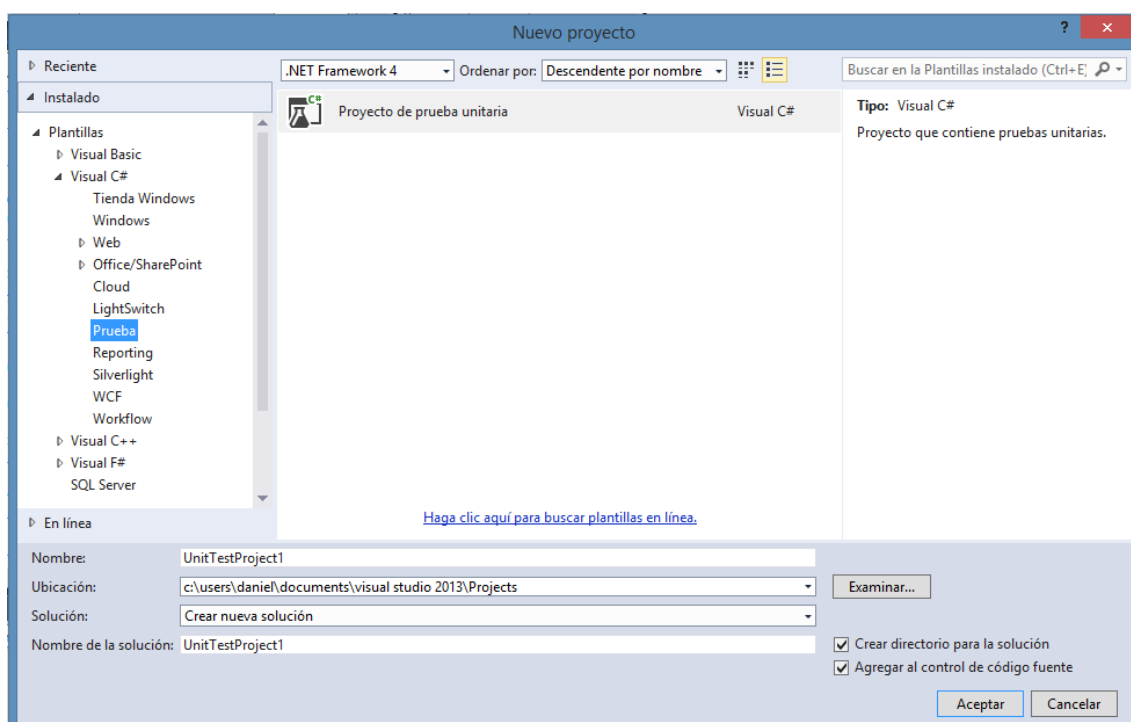 Nuevo proyecto
?
Reciente
.NET Framework 4
Ordenar por: Descendente por nombre
Buscar en la Plantillas instalado (Ctrl+E)
Instalado
Plantillas
Visual Basic
Visual C#
Tienda Windows
Windows
Web
Office/SharePoint
Cloud
LightSwitch
Prueba
Reporting
Silverlight
WCF
Workflow
Visual C++
Visual F#
SQL Server
En línea
C#
Proyecto de prueba unitaria Visual C#
Haga clic aquí para buscar plantillas en línea.
Tipo: Visual C#
Proyecto que contiene pruebas unitarias.
Nombre: UnitTestProject1
Ubicación: c:\users\daniel\documents\visual studio 2013\Projects Examinar...
Solución: Crear nueva solución
Nombre de la solución: UnitTestProject1
Crear directorio para la solución
Agregar al control de código fuente
Aceptar Cancelar